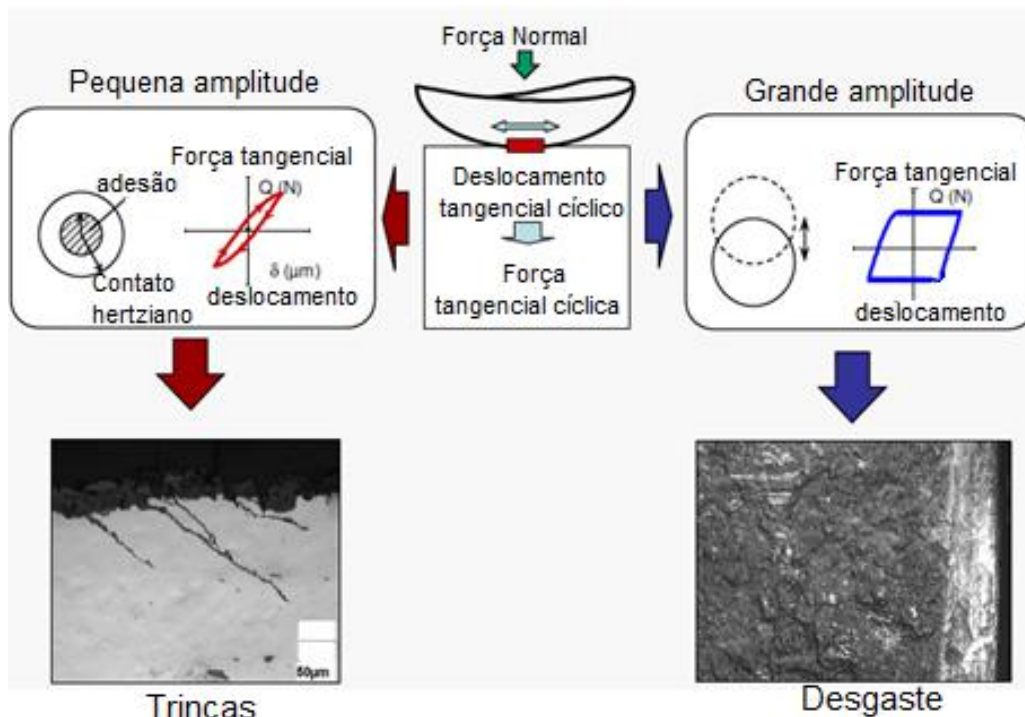 Força Normal
Pequena amplitude
Grande amplitude
Força tangencial
Q (N)
adesão
δ (µm)
deslocamento
Contato
hertziano
Deslocamento
tangencial cíclico
Força
tangencial cíclica
Força tangencial
Q (N)
deslocamento
50µm
Trincas
Desgaste